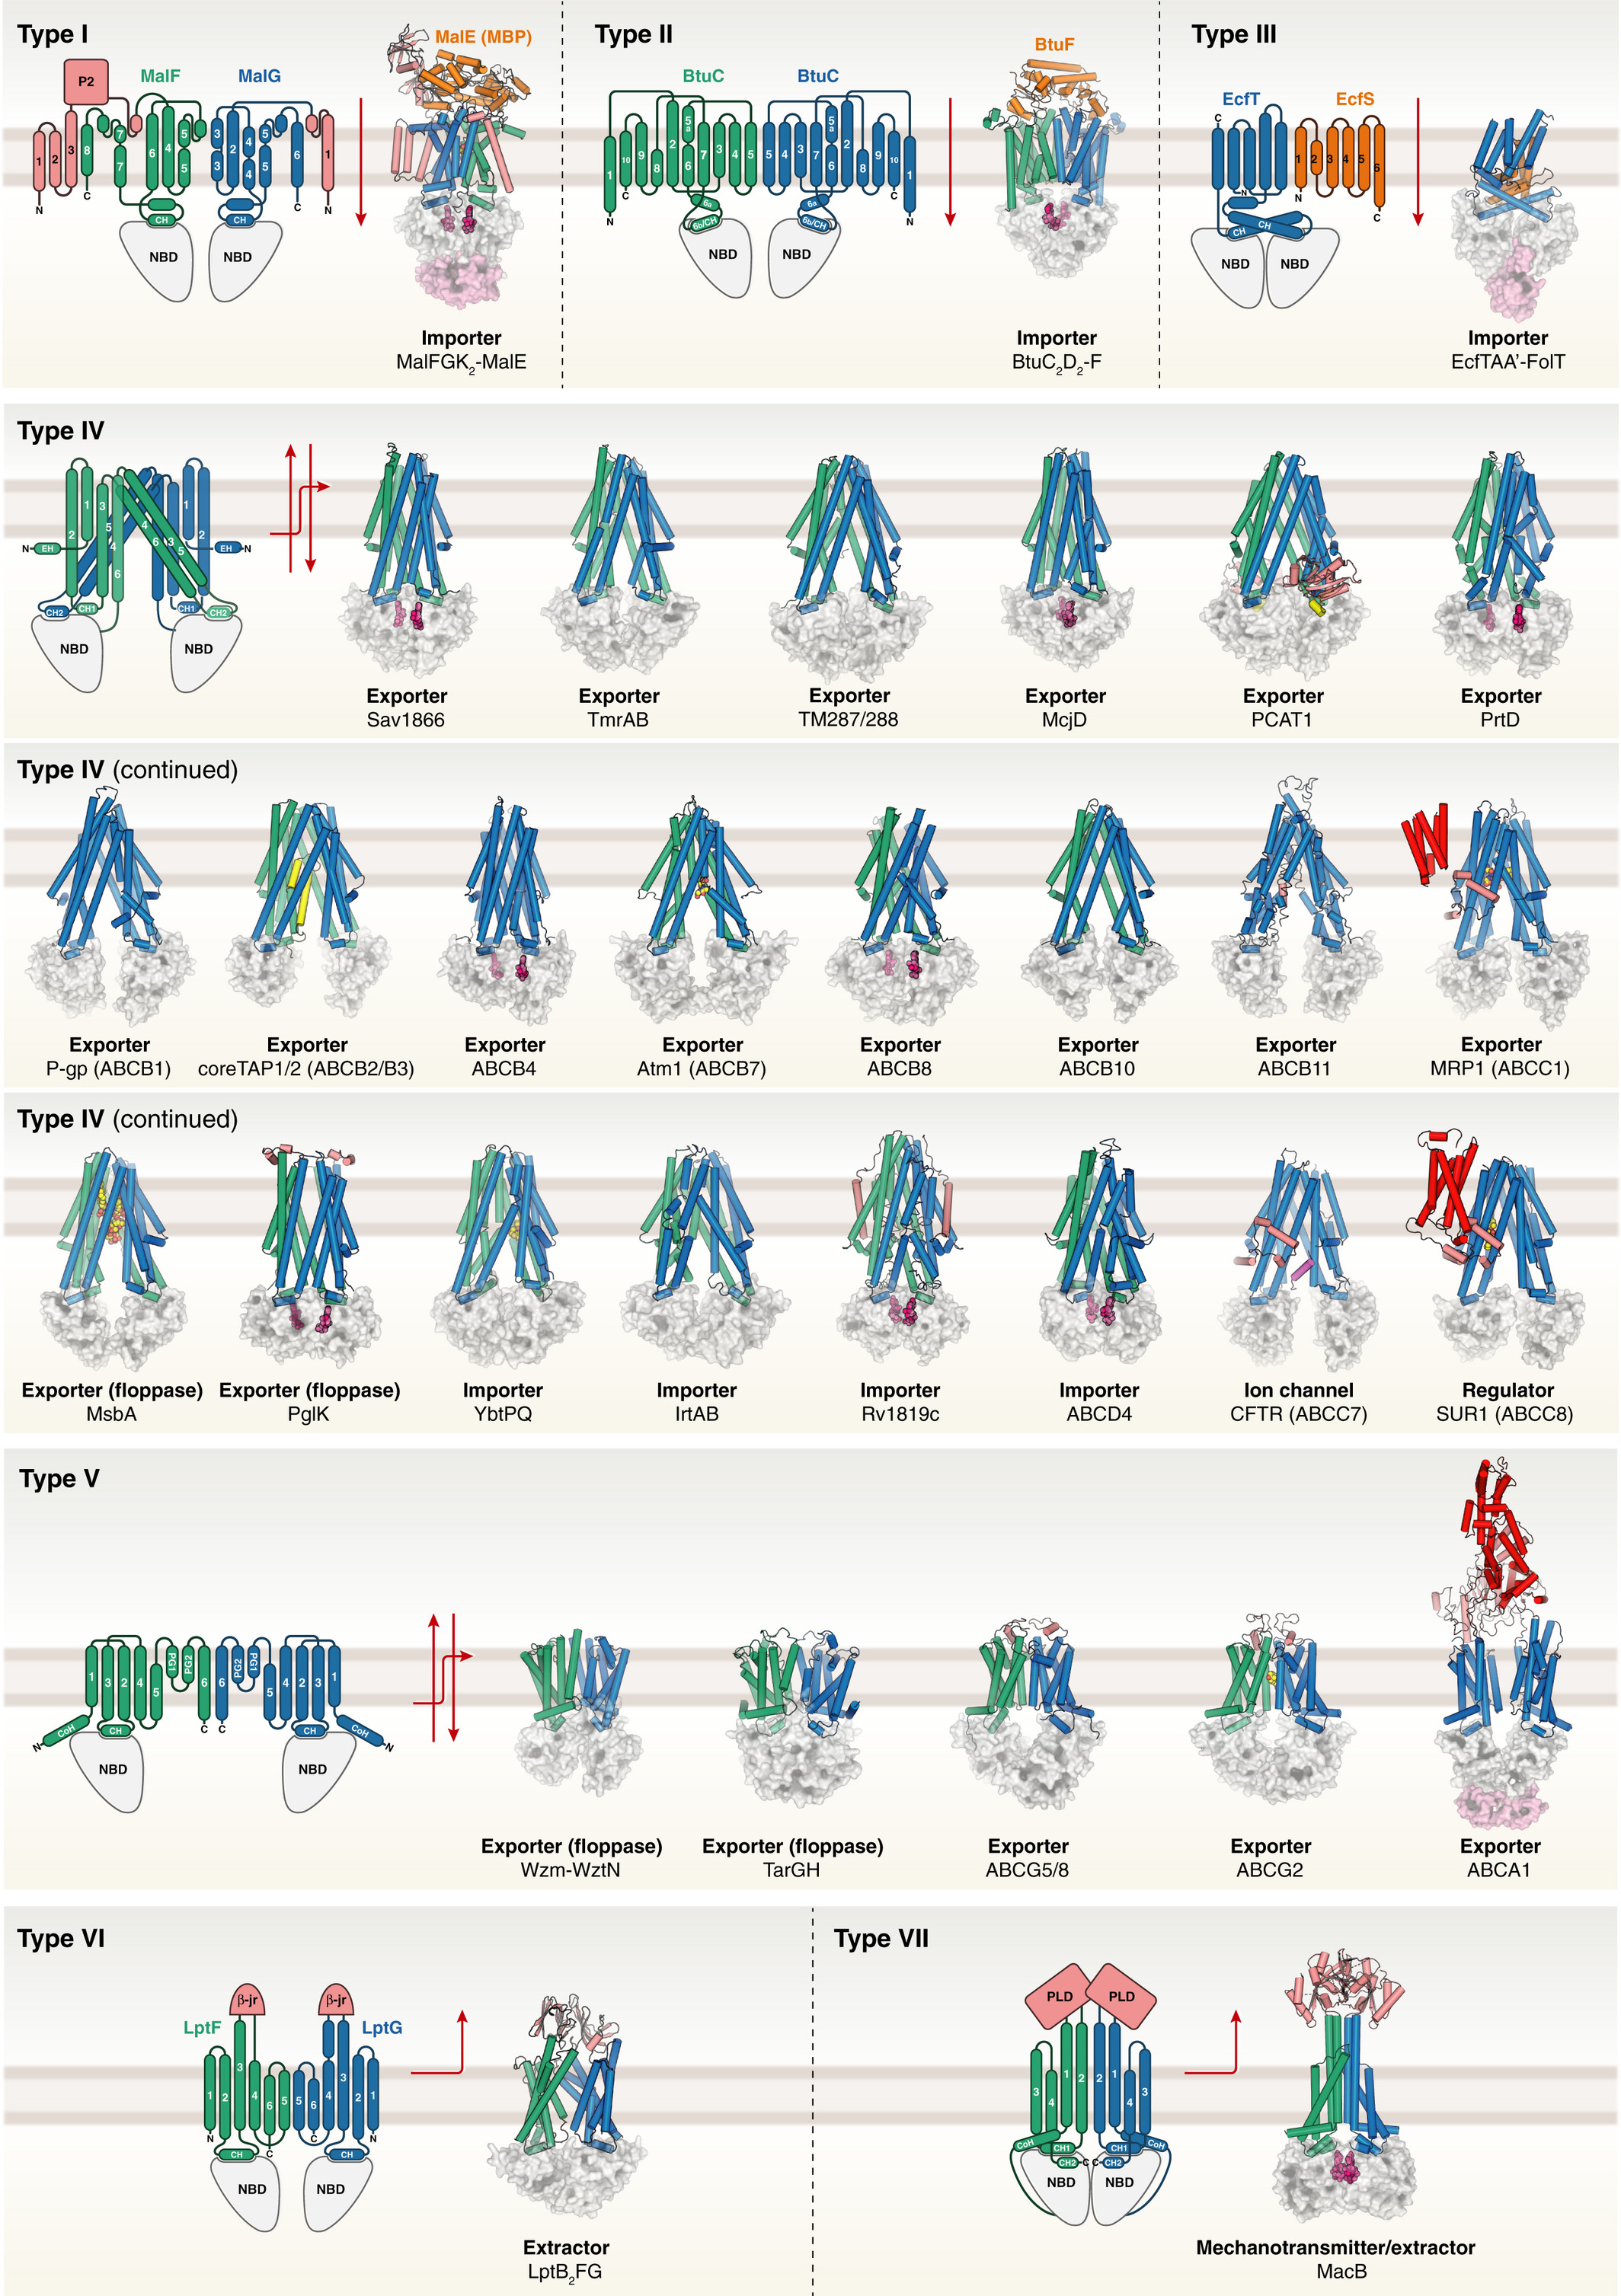 Type I
MalE (MBP)
P2
MalF
MalG
1 2 3 8 7 7 6 4 5 5 3 3 2 4 4 5 5 6 1
N C C N
CH CH
NBD NBD
Importer
MalFGK2-MalE
Type II
BtuF
BtuC BtuC
1 10 9 8 2 5a 6 7 3 4 5 5 4 3 7 5a 6 2 8 9 10 1
N C C N
6a 6a
6b/CH 6b/CH
NBD NBD
Importer
BtuC2D2-F
Type III
EcfT EcfS
C
1 2 3 4 5 6
N N C
CH CH
NBD NBD
Importer
EcfTAA’-FolT
Type IV
2 1 3 5 4 6 4 6 3 5 1 2
N EH EH N
CH2 CH1 CH1 CH2
NBD NBD
Exporter Exporter Exporter Exporter Exporter Exporter
Sav1866 TmrAB TM287/288 McjD PCAT1 PrtD
Type IV (continued)
Exporter Exporter Exporter Exporter Exporter Exporter Exporter Exporter
P-gp (ABCB1) coreTAP1/2 (ABCB2/B3) ABCB4 Atm1 (ABCB7) ABCB8 ABCB10 ABCB11 MRP1 (ABCC1)
Type IV (continued)
Exporter (floppase) Exporter (floppase) Importer Importer Importer Importer Ion channel Regulator
MsbA PglK YbtPQ IrtAB Rv1819c ABCD4 CFTR (ABCC7) SUR1 (ABCC8)
Type V
1 3 2 4 5 PG1 PG2 6 6 PG2 PG1 5 4 2 3 1
N CoH CH C C CH CoH N
NBD NBD
Exporter (floppase) Exporter (floppase) Exporter Exporter Exporter
Wzm-WztN TarGH ABCG5/8 ABCG2 ABCA1
Type VI
β-jr β-jr
LptF LptG
1 2 3 4 6 5 5 6 4 3 2 1
N C C N
CH CH
NBD NBD
Extractor
LptB2FG
Type VII
PLD PLD
3 4 1 2 2 1 4 3
CoH CH1 CH1 CoH
CH2 C C CH2
NBD NBD
Mechanotransmitter/extractor
MacB